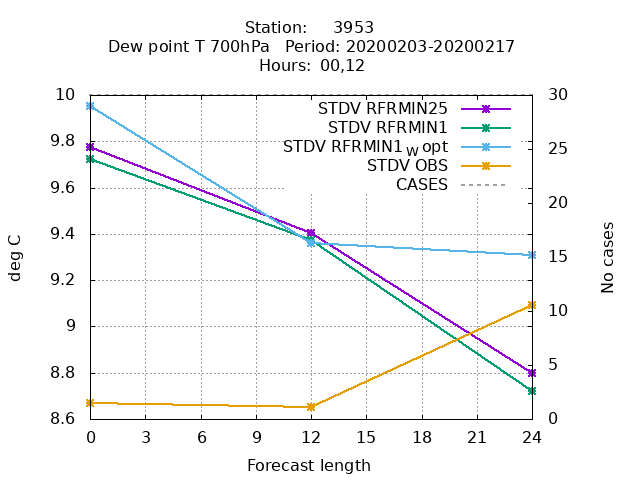 Station: 3953
Dew point T 700hPa Period: 20200203-20200217
Hours: 00,12
10
9.8
9.6
9.4
9.2
9
8.8
8.6
30
25
20
15
10
5
0
STDV RFRMIN25
STDV RFRMIN1
STDV RFRMIN1wopt
STDV OBS
CASES
deg C
No cases
0 3 6 9 12 15 18 21 24
Forecast length